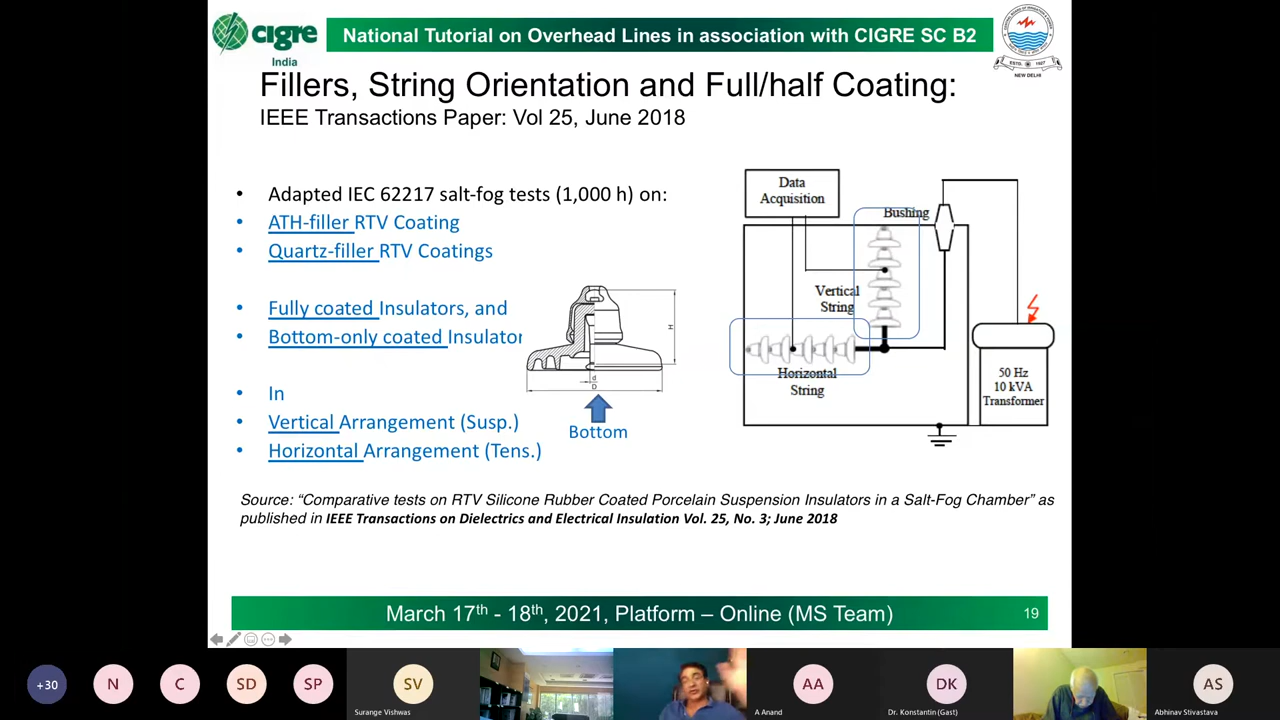 cigre
India
National Tutorial on Overhead Lines in association with CIGRE SC B2
ESTD. 1927
NEW DELHI
Fillers, String Orientation and Full/half Coating:
IEEE Transactions Paper: Vol 25, June 2018
• Adapted IEC 62217 salt-fog tests (1,000 h) on:
• ATH-filler RTV Coating
• Quartz-filler RTV Coatings
• Fully coated Insulators, and
• Bottom-only coated Insulator
• In
• Vertical Arrangement (Susp.)
• Horizontal Arrangement (Tens.)
H
d
D
Bottom
Data
Acquisition
Bushing
Vertical
String
Horizontal
String
50 Hz
10 kVA
Transformer
Source: “Comparative tests on RTV Silicone Rubber Coated Porcelain Suspension Insulators in a Salt-Fog Chamber” as
published in IEEE Transactions on Dielectrics and Electrical Insulation Vol. 25, No. 3; June 2018
March 17th - 18th, 2021, Platform – Online (MS Team)
19
+30
N
C
SD
SP
SV
Surange Vishwas
AA
A Anand
DK
Dr. Konstantin (Gast)
AS
Abhinav Stivastava